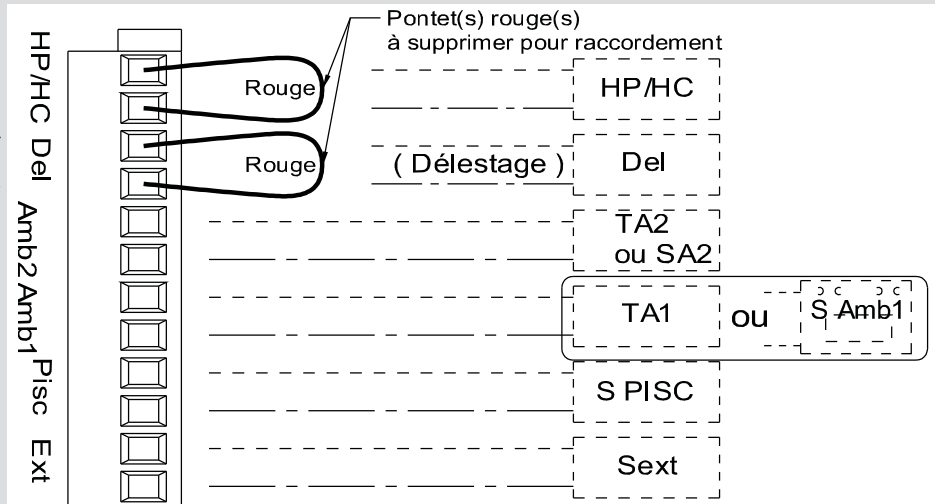 Pontet(s) rouge(s)
à supprimer pour raccordement
HP/HC
Del
Amb2
Amb1
Pisc
Ext
Rouge
Rouge
HP/HC
( Délestage )
Del
TA2
ou SA2
TA1
ou
S Amb1
S PISC
Sext